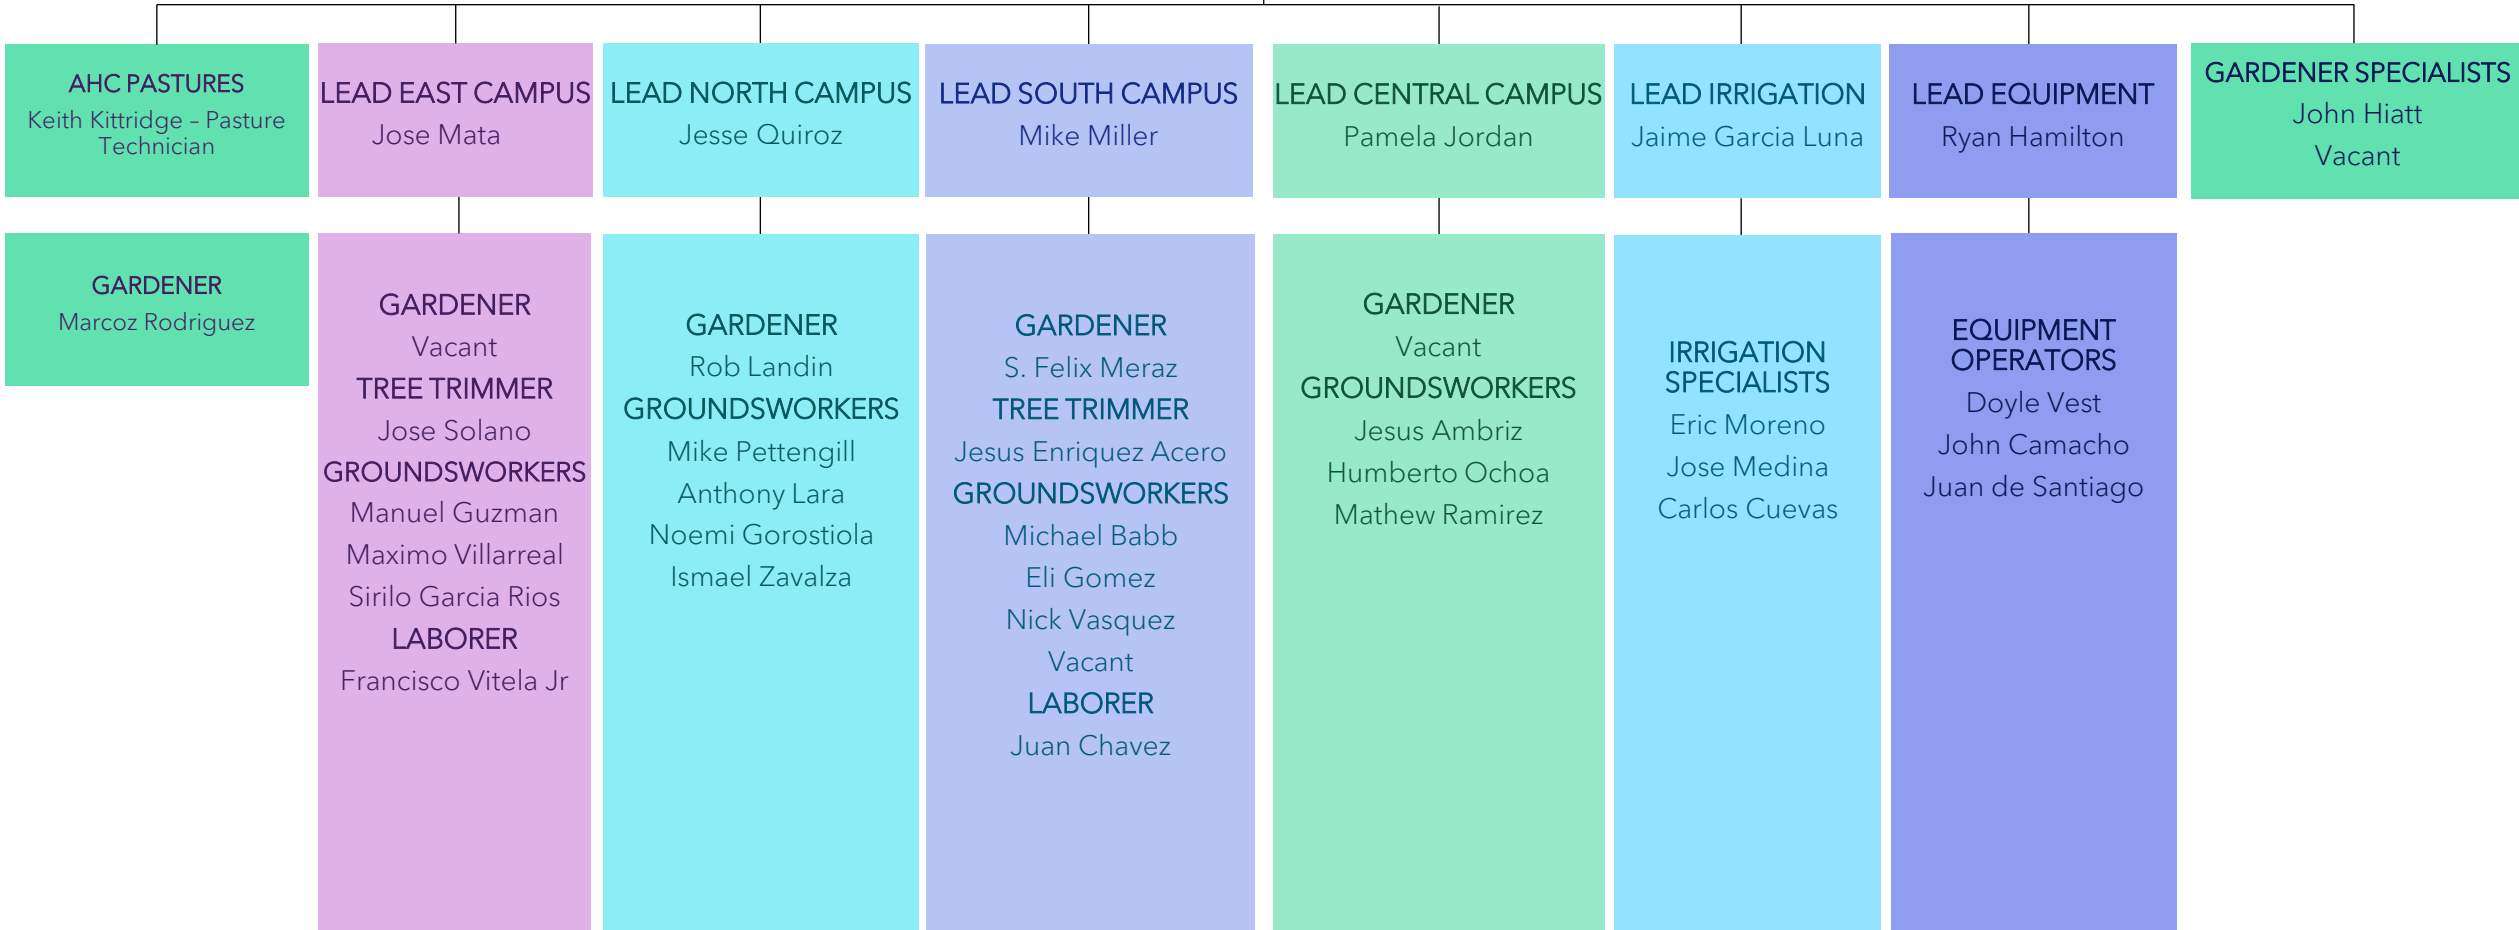 AHC PASTURES
Keith Kittridge – Pasture
Technician
LEAD EAST CAMPUS
Jose Mata
LEAD NORTH CAMPUS
Jesse Quiroz
LEAD SOUTH CAMPUS
Mike Miller
LEAD CENTRAL CAMPUS
Pamela Jordan
LEAD IRRIGATION
Jaime Garcia Luna
LEAD EQUIPMENT
Ryan Hamilton
GARDENER SPECIALISTS
John Hiatt
Vacant
GARDENER
Marcoz Rodriguez
GARDENER
Vacant
TREE TRIMMER
Jose Solano
GROUNDSWORKERS
Manuel Guzman
Maximo Villarreal
Sirilo Garcia Rios
LABORER
Francisco Vitela Jr
GARDENER
Rob Landin
GROUNDSWORKERS
Mike Pettengill
Anthony Lara
Noemi Gorostiola
Ismael Zavalza
GARDENER
S. Felix Meraz
TREE TRIMMER
Jesus Enriquez Acero
GROUNDSWORKERS
Michael Babb
Eli Gomez
Nick Vasquez
Vacant
LABORER
Juan Chavez
GARDENER
Vacant
GROUNDSWORKERS
Jesus Ambriz
Humberto Ochoa
Mathew Ramirez
IRRIGATION
SPECIALISTS
Eric Moreno
Jose Medina
Carlos Cuevas
EQUIPMENT
OPERATORS
Doyle Vest
John Camacho
Juan de Santiago